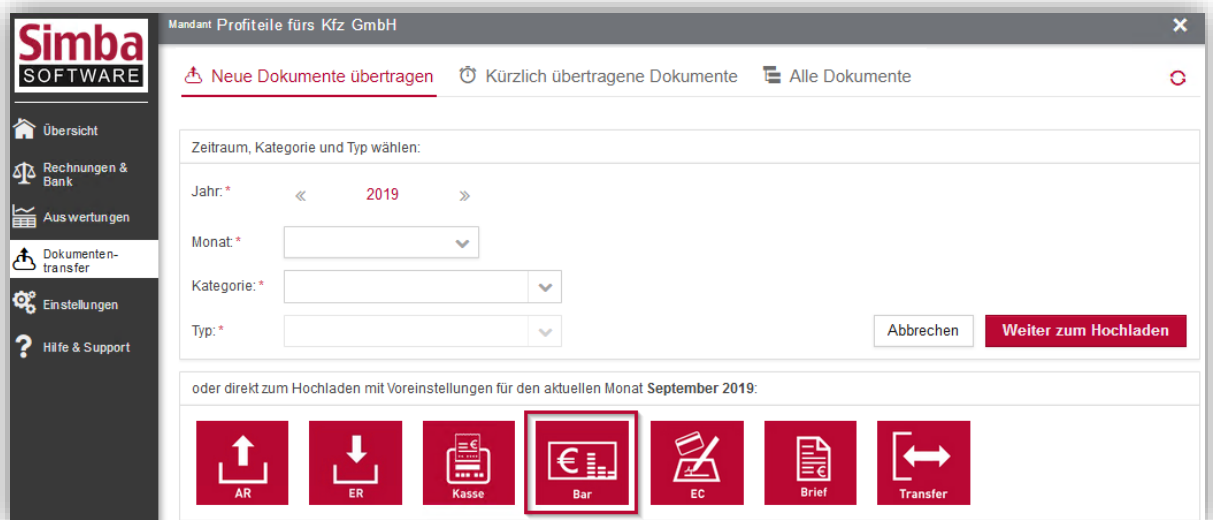 Simba
SOFTWARE
Mandant Profiteile fürs Kfz GmbH
Neue Dokumente übertragen
Kürzlich übertragene Dokumente
Alle Dokumente
Übersicht
Rechnungen &
Bank
Auswertungen
Dokumenten-
transfer
Einstellungen
Hilfe & Support
Zeitraum, Kategorie und Typ wählen:
Jahr: * « 2019 »
Monat: *
Kategorie: *
Typ: *
Abbrechen
Weiter zum Hochladen
oder direkt zum Hochladen mit Voreinstellungen für den aktuellen Monat September 2019:
AR
ER
Kasse
€
Bar
EC
Brief
Transfer